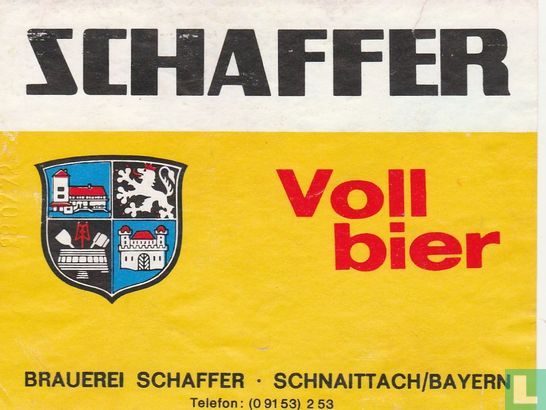 SCHAFFER
Voll
bier
BRAUEREI SCHAFFER · SCHNAITTACH/BAYERN
Telefon: (0 91 53) 2 53